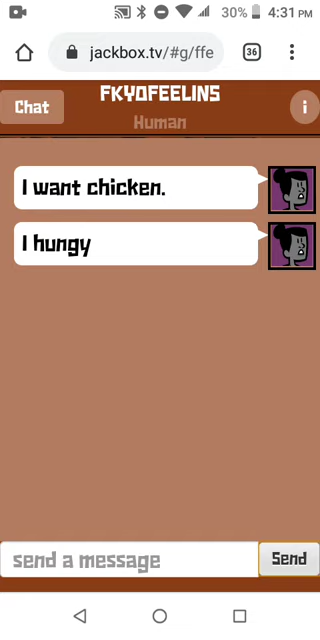 30% 4:31 PM
jackbox.tv/#g/ffe 36
FKYOFEELINS
Chat i
Human
I want chicken.
I hungy
send a message Send